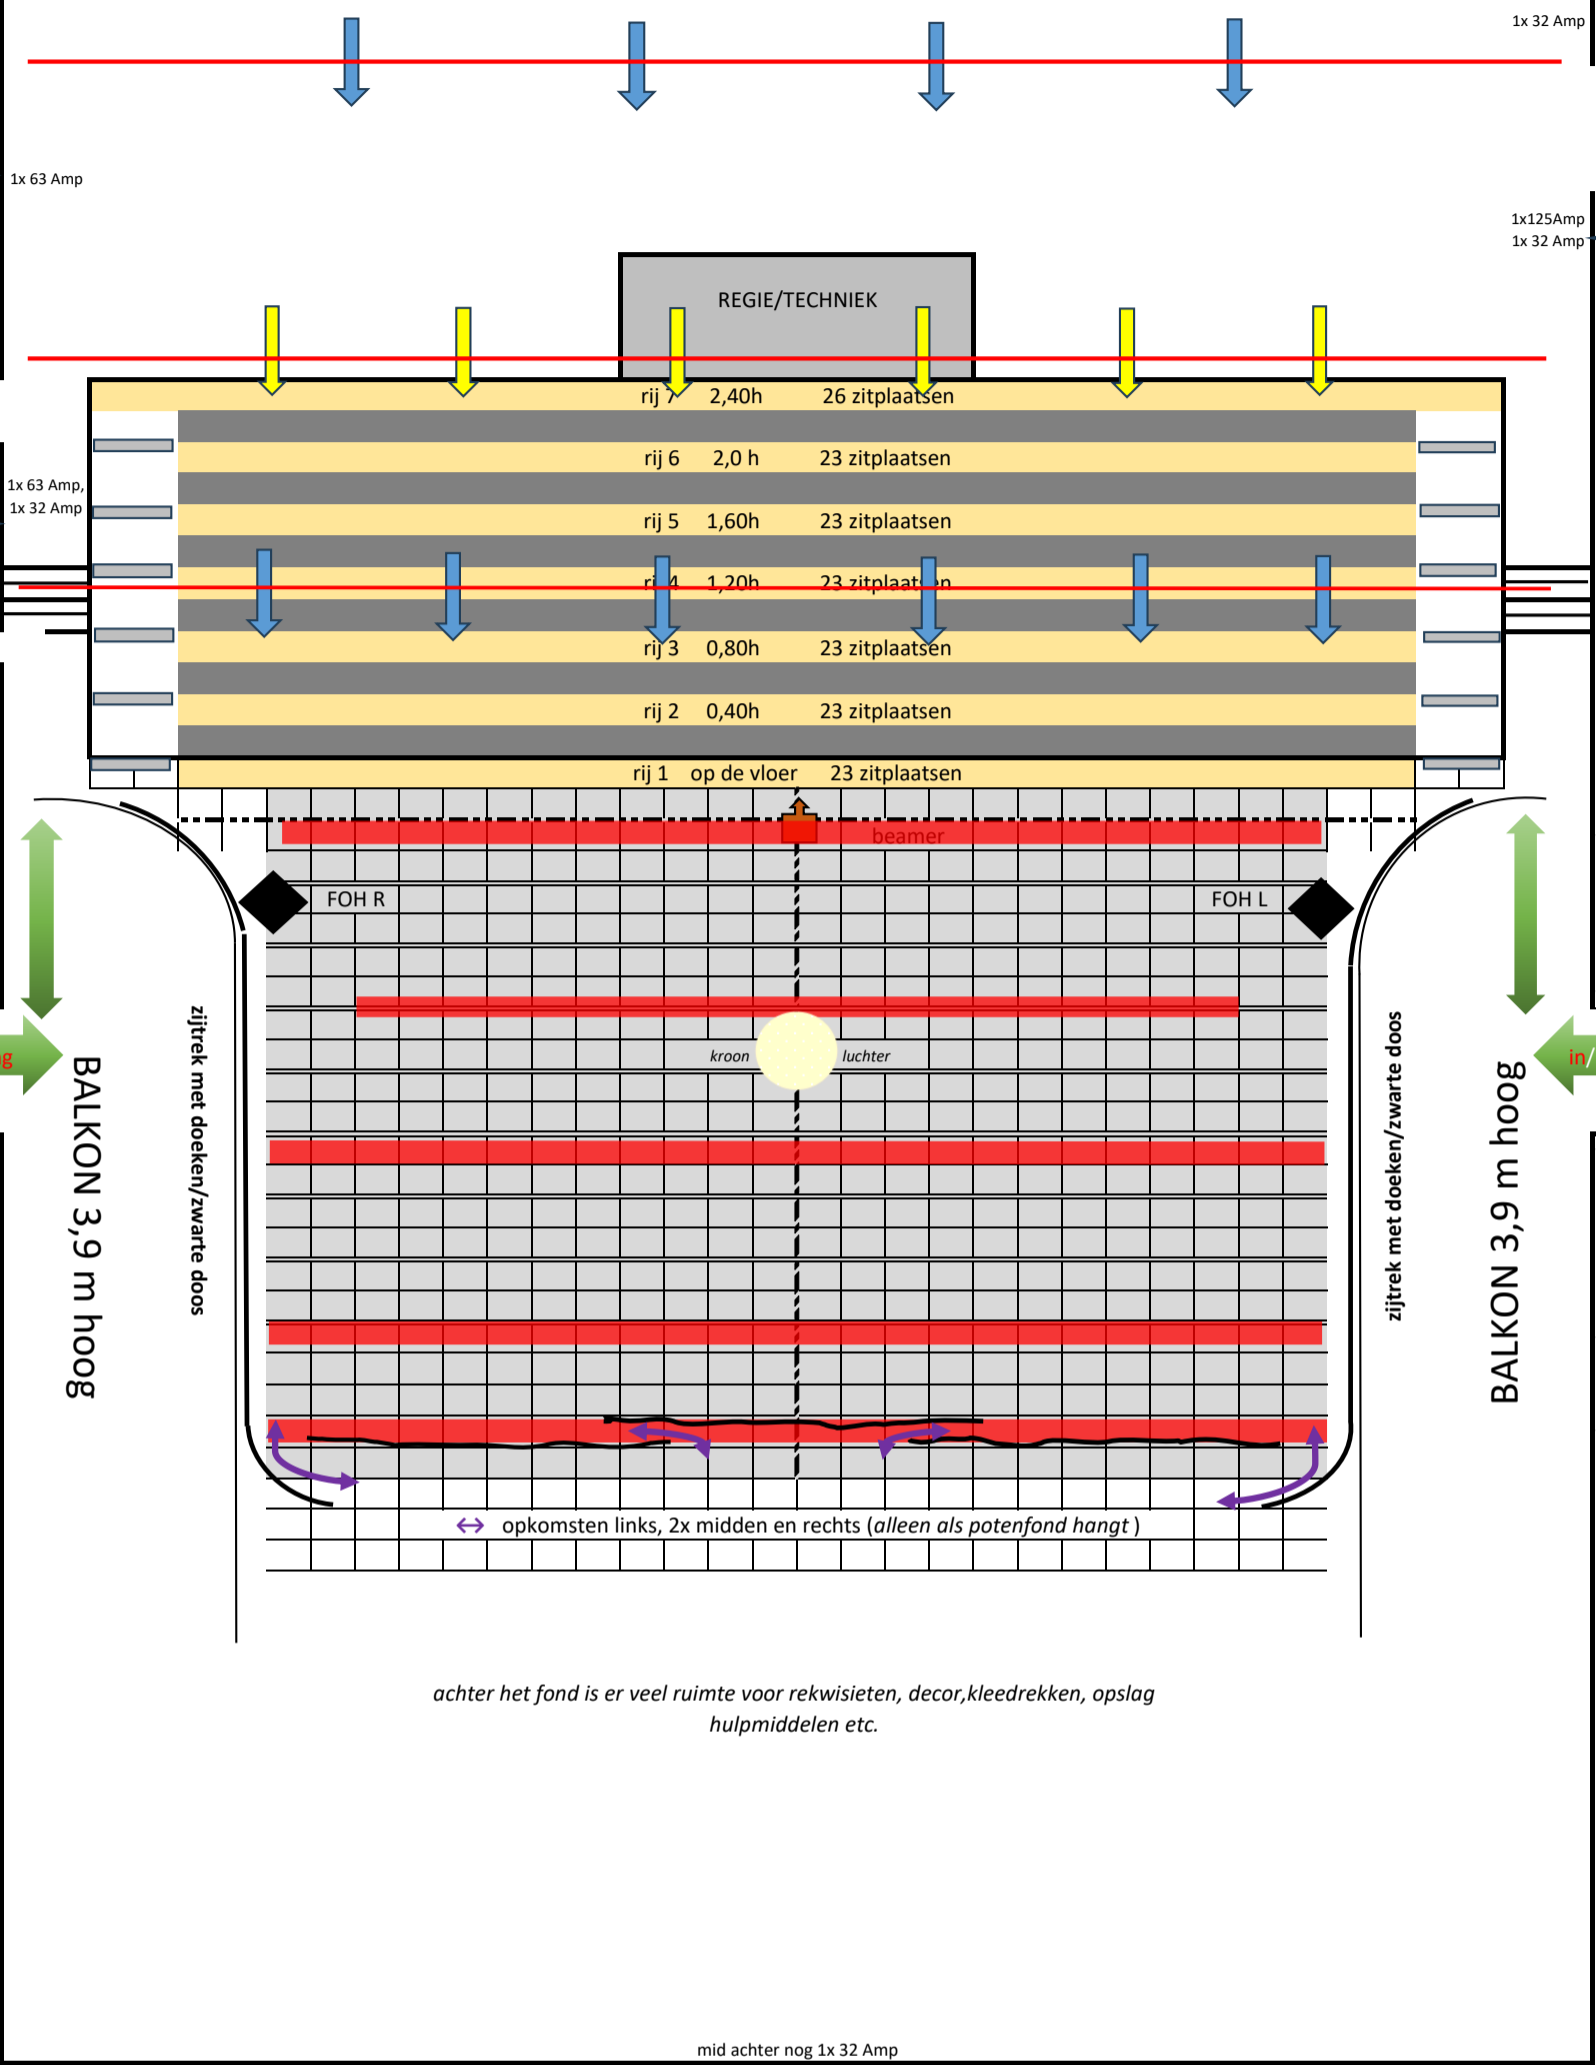 1x 32 Amp
1x 63 Amp
1x125Amp
1x 32 Amp
REGIE/TECHNIEK
rij 7 2,40h 26 zitplaatsen
rij 6 2,0 h 23 zitplaatsen
1x 63 Amp,
1x 32 Amp
rij 5 1,60h 23 zitplaatsen
rij 4 1,20h 23 zitplaatsen
rij 3 0,80h 23 zitplaatsen
rij 2 0,40h 23 zitplaatsen
rij 1 op de vloer 23 zitplaatsen
beamer
FOH R
FOH L
kroon luchter
g
in/
BALKON 3,9 m hoog
zijtrek met doeken/zwarte doos
zijtrek met doeken/zwarte doos
BALKON 3,9 m hoog
opkomsten links, 2x midden en rechts (alleen als potenfond hangt )
achter het fond is er veel ruimte voor rekwisieten, decor,kleedrekken, opslag
hulpmiddelen etc.
mid achter nog 1x 32 Amp